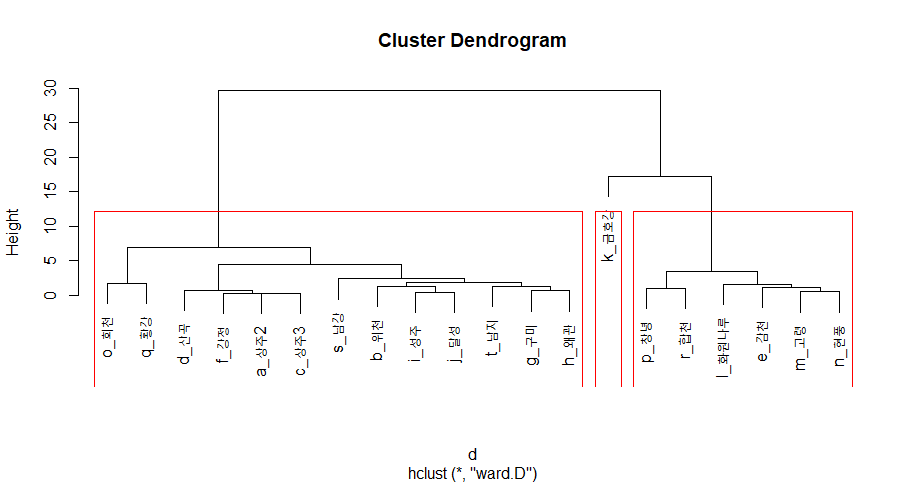 Cluster Dendrogram
Height
0
5
10
15
20
25
30
o_회천
q_황강
d_산곡
f_강정
a_상주2
c_상주3
s_남강
b_위천
i_성주
j_달성
t_남지
g_구미
h_왜관
k_금호강
p_창녕
r_합천
l_화원나루
e_감천
m_고령
n_현풍
d
hclust (*, "ward.D")